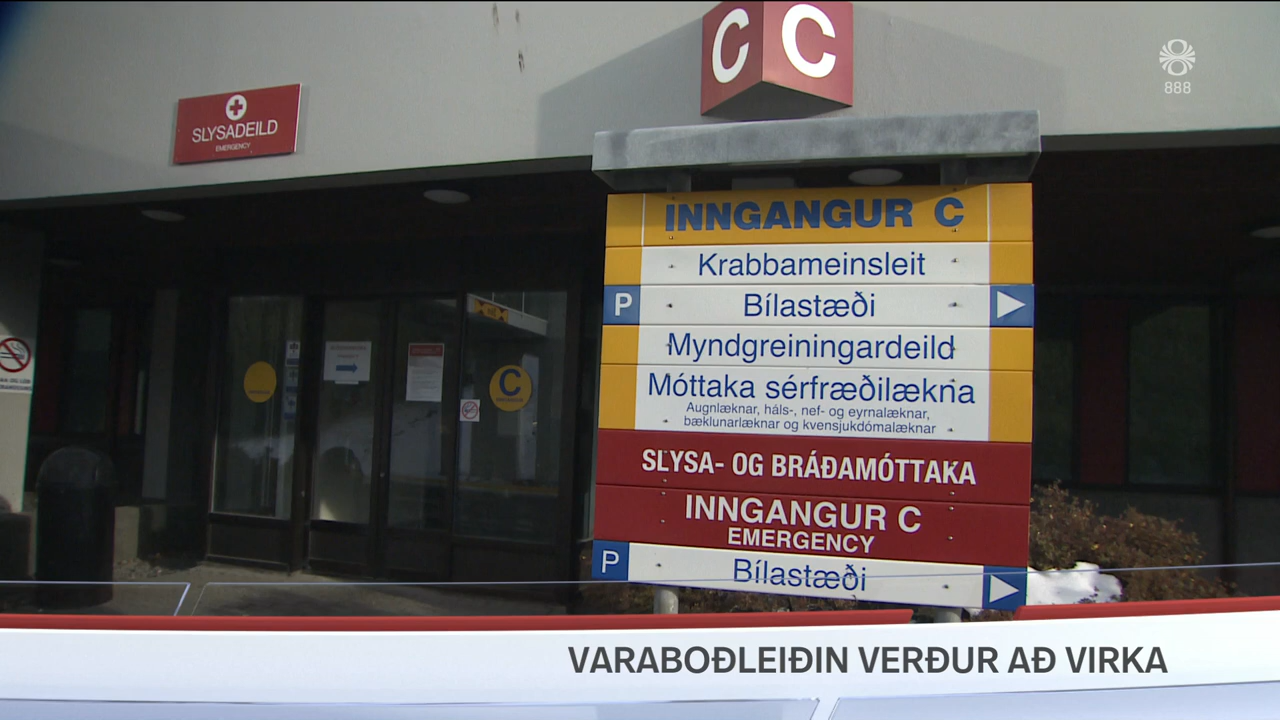 C C
888
SLYSADEILD
EMERGENCY
INNGANGUR C
Krabbameinsleit
P Bílastæði
Myndgreiningardeild
Móttaka sérfræðilækna
Augnlæknar, háls-, nef- og eyrnalæknar,
bæklunarlæknar og kvensjukdómalæknar
C
SLYSA- OG BRÁÐAMÓTTAKA
INNGANGUR C
EMERGENCY
P Bílastæði
VARABOÐLEIÐIN VERÐUR AÐ VIRKA